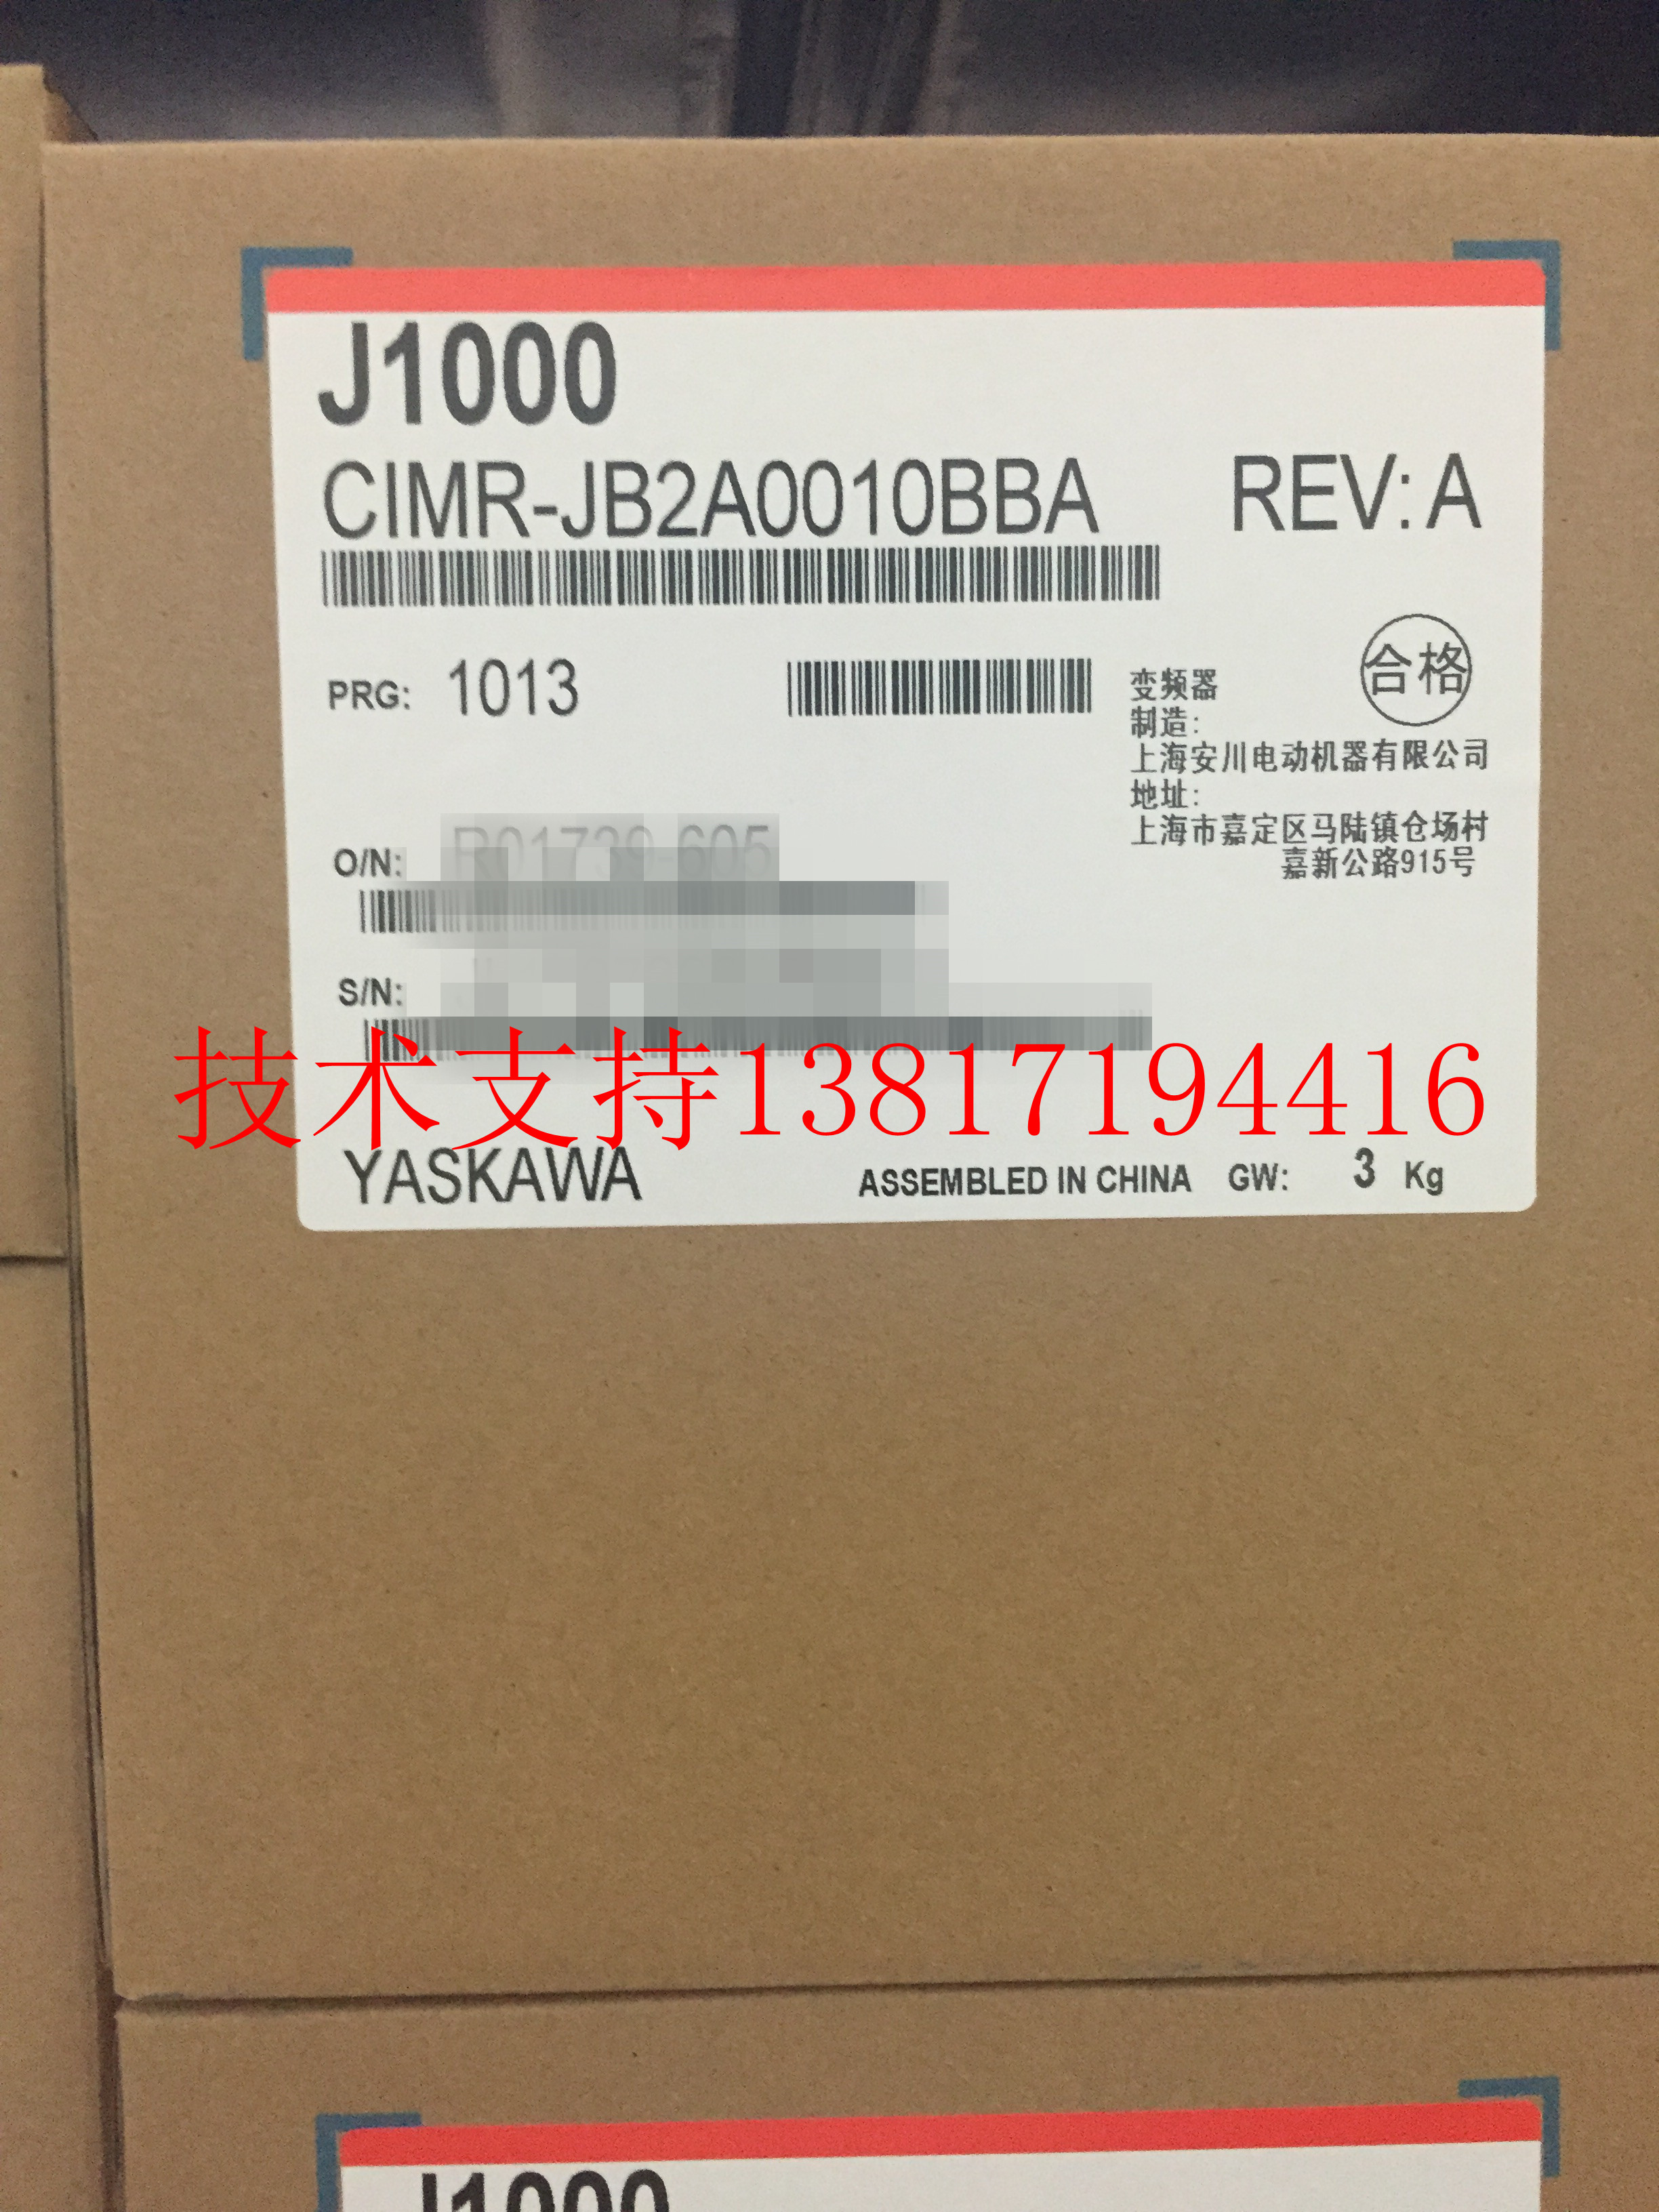 J1000
CIMR-JB2A0010BBA REV: A
PRG: 1013
合格
变频器
制造:
上海安川电动机器有限公司
地址:
上海市嘉定区马陆镇仓场村
嘉新公路915号
O/N:
S/N:
技术支持13817194416
YASKAWA ASSEMBLED IN CHINA GW: 3 Kg
J1000